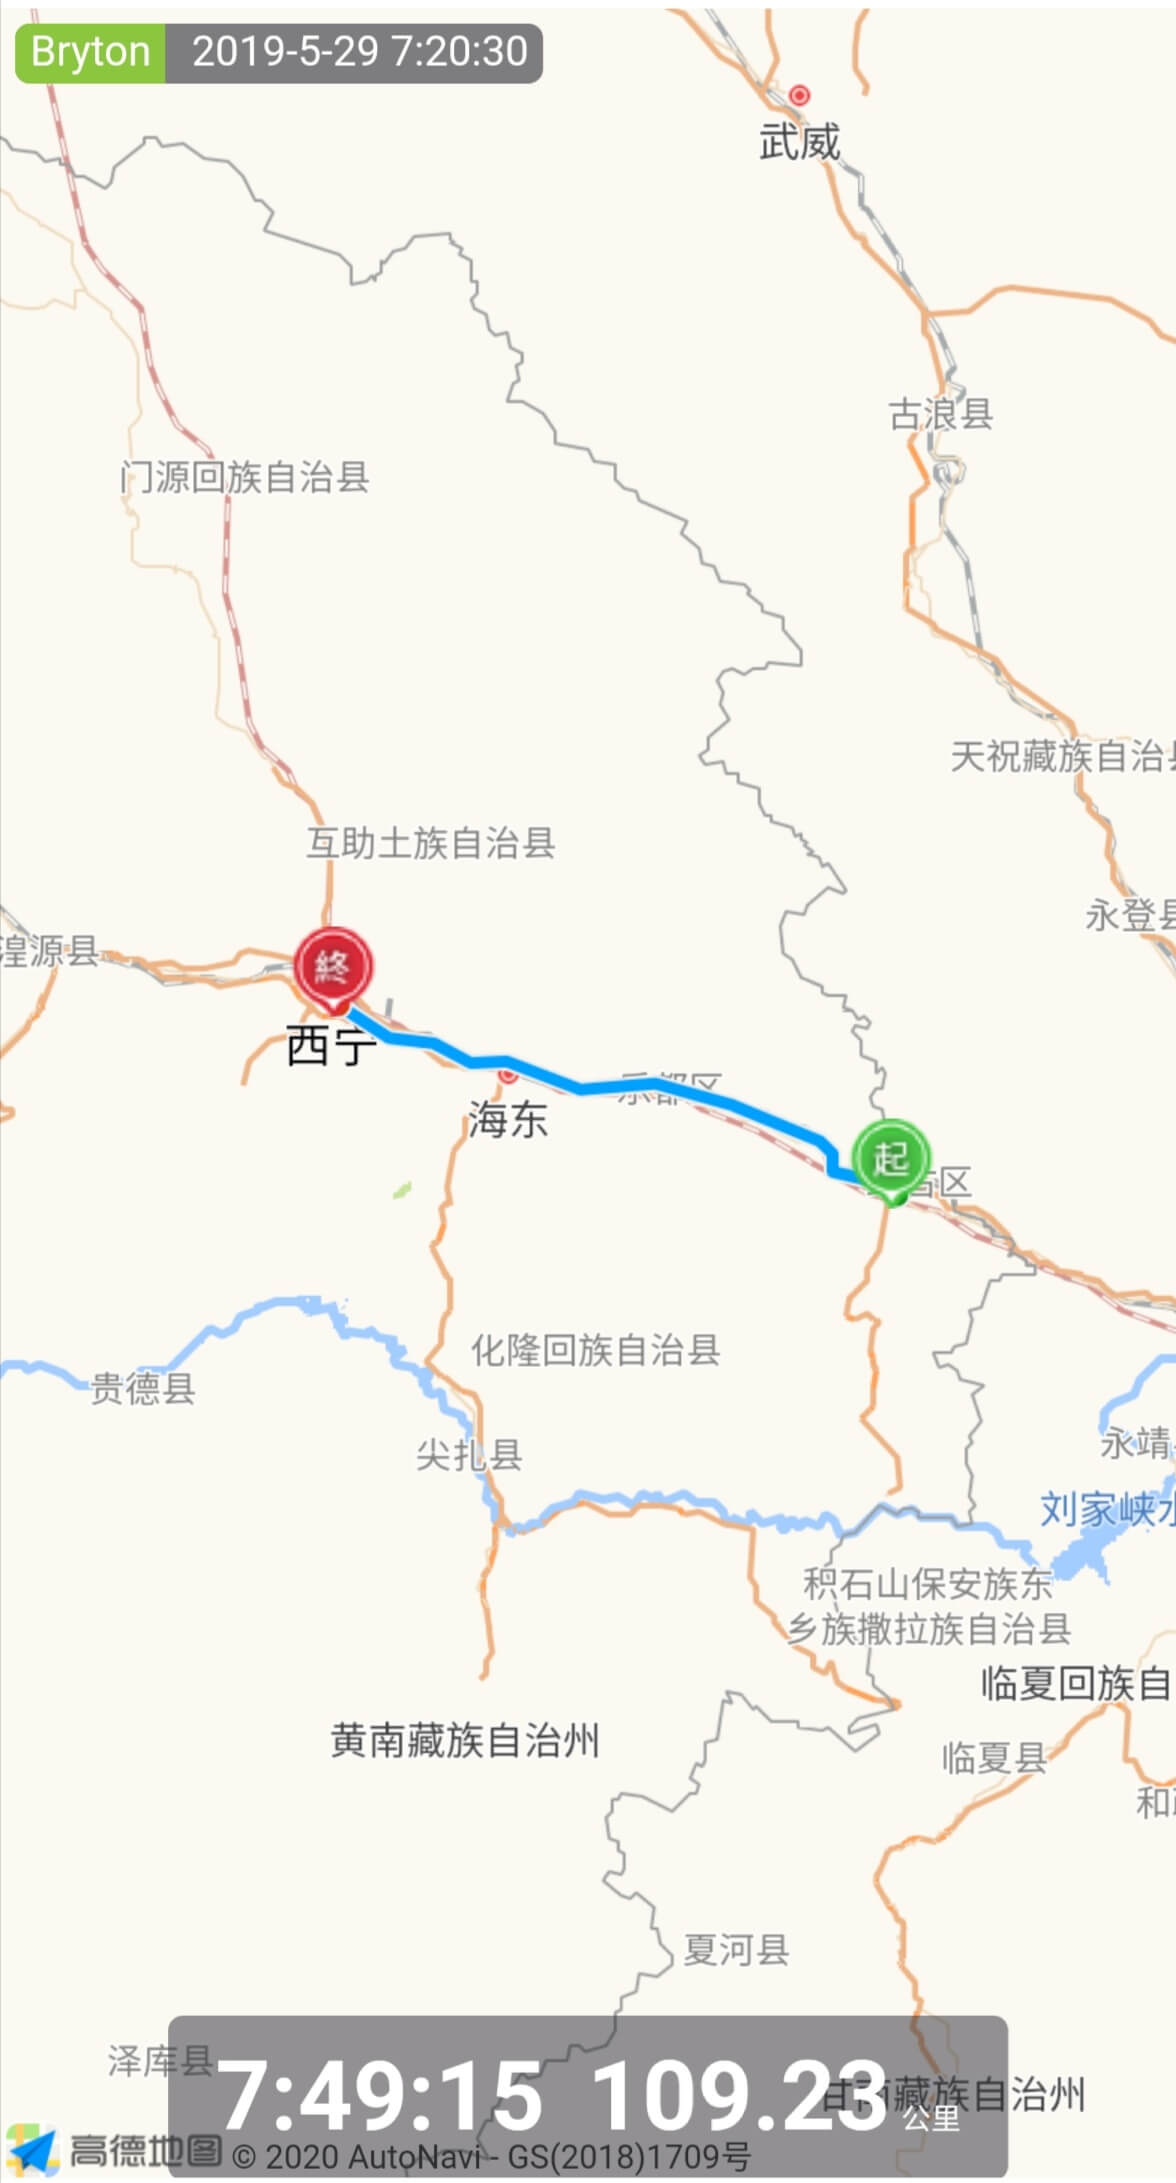 Bryton 2019-5-29 7:20:30
武威
古浪县
门源回族自治县
天祝藏族自治
互助土族自治县
永登县
湟源县
終
西宁
乐都区
海东
起
古区
化隆回族自治县
贵德县
永靖
尖扎县
刘家峡水
积石山保安族东
乡族撒拉族自治县
临夏回族自
黄南藏族自治州
临夏县
和政
夏河县
泽库县
7:49:15 109.23 公里
甘南藏族自治州
高德地图 © 2020 AutoNavi - GS(2018)1709号